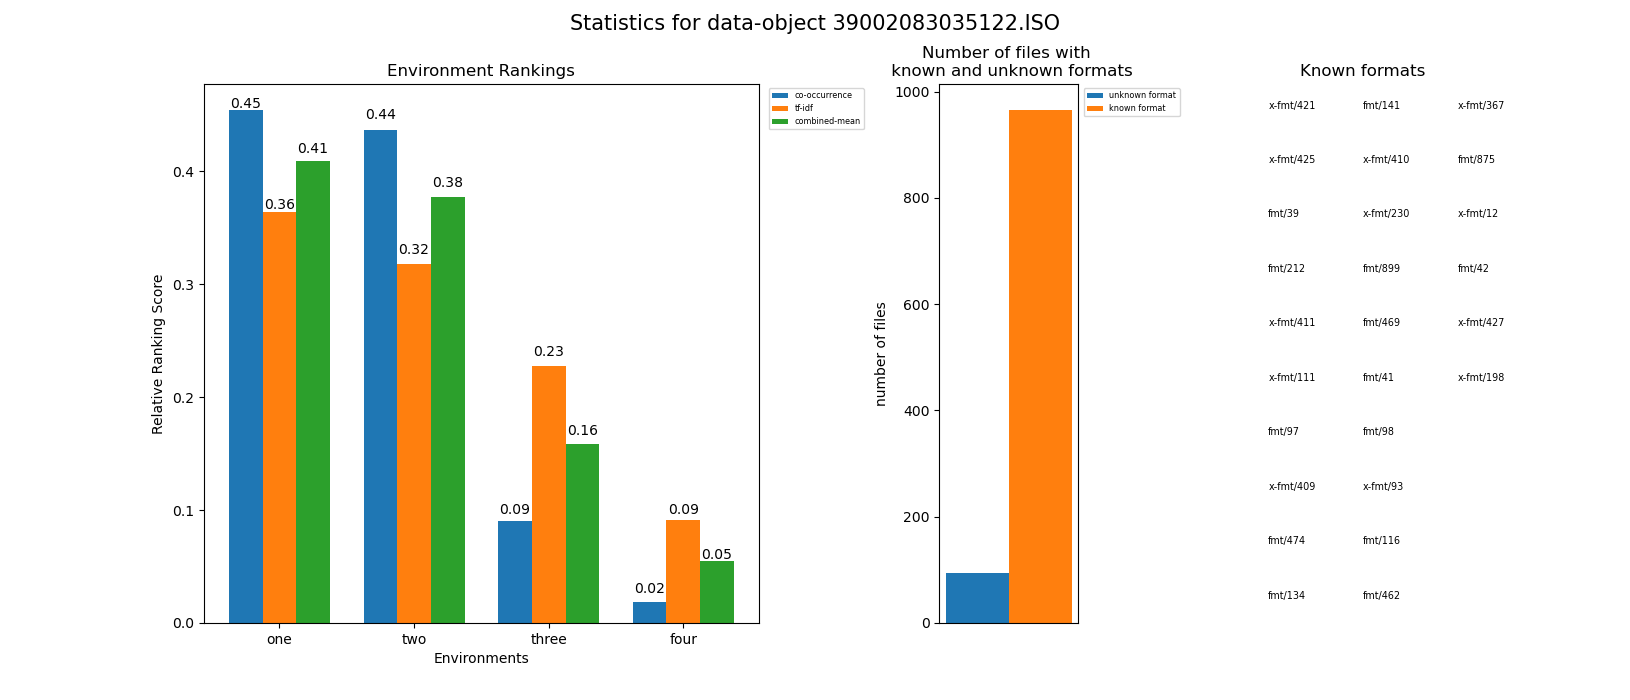 Statistics for data-object 39002083035122.ISO
Environment Rankings
0.45
0.36
0.41
0.44
0.32
0.38
0.09
0.23
0.16
0.02
0.09
0.05
0.4
0.3
0.2
0.1
0.0
Relative Ranking Score
one
two
three
four
Environments
co-occurrence
tf-idf
combined-mean
Number of files with
known and unknown formats
1000
800
600
400
200
0
number of files
unknown format
known format
Known formats
x-fmt/421 fmt/141 x-fmt/367
x-fmt/425 x-fmt/410 fmt/875
fmt/39 x-fmt/230 x-fmt/12
fmt/212 fmt/899 fmt/42
x-fmt/411 fmt/469 x-fmt/427
x-fmt/111 fmt/41 x-fmt/198
fmt/97 fmt/98
x-fmt/409 x-fmt/93
fmt/474 fmt/116
fmt/134 fmt/462